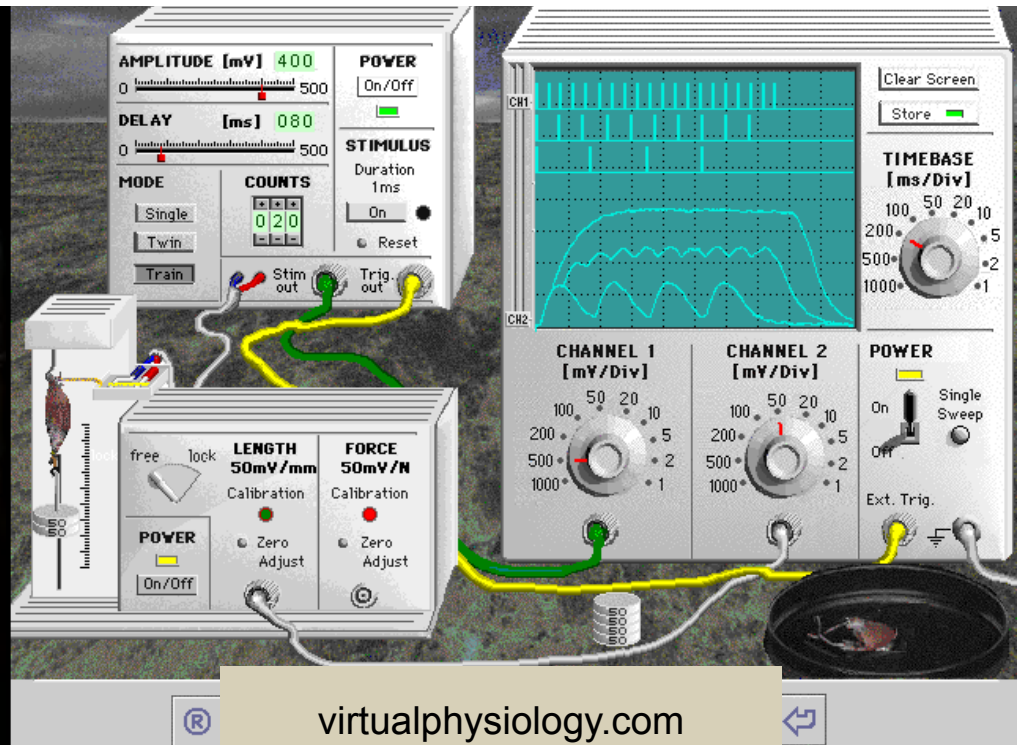 AMPLITUDE [mV] 400
0 500
DELAY [ms] 080
0 500
MODE
Single
Twin
Train
COUNTS
+ + +
0 2 0
- - -
POWER
On/Off
STIMULUS
Duration
1ms
On
Reset
Stim out
Trig. out
CH1
CH2
Clear Screen
Store
TIMEBASE
[ms/Div]
1000 500 200 100 50 20 10 5 2 1
CHANNEL 1
[mV/Div]
1000 500 200 100 50 20 10 5 2 1
CHANNEL 2
[mV/Div]
1000 500 200 100 50 20 10 5 2 1
POWER
On
Off
Single
Sweep
Ext. Trig.
free lock
LENGTH
50mV/mm
Calibration
Zero
Adjust
FORCE
50mV/N
Calibration
Zero
Adjust
POWER
On/Off
50
50
50
50
50
50
®
virtualphysiology.com